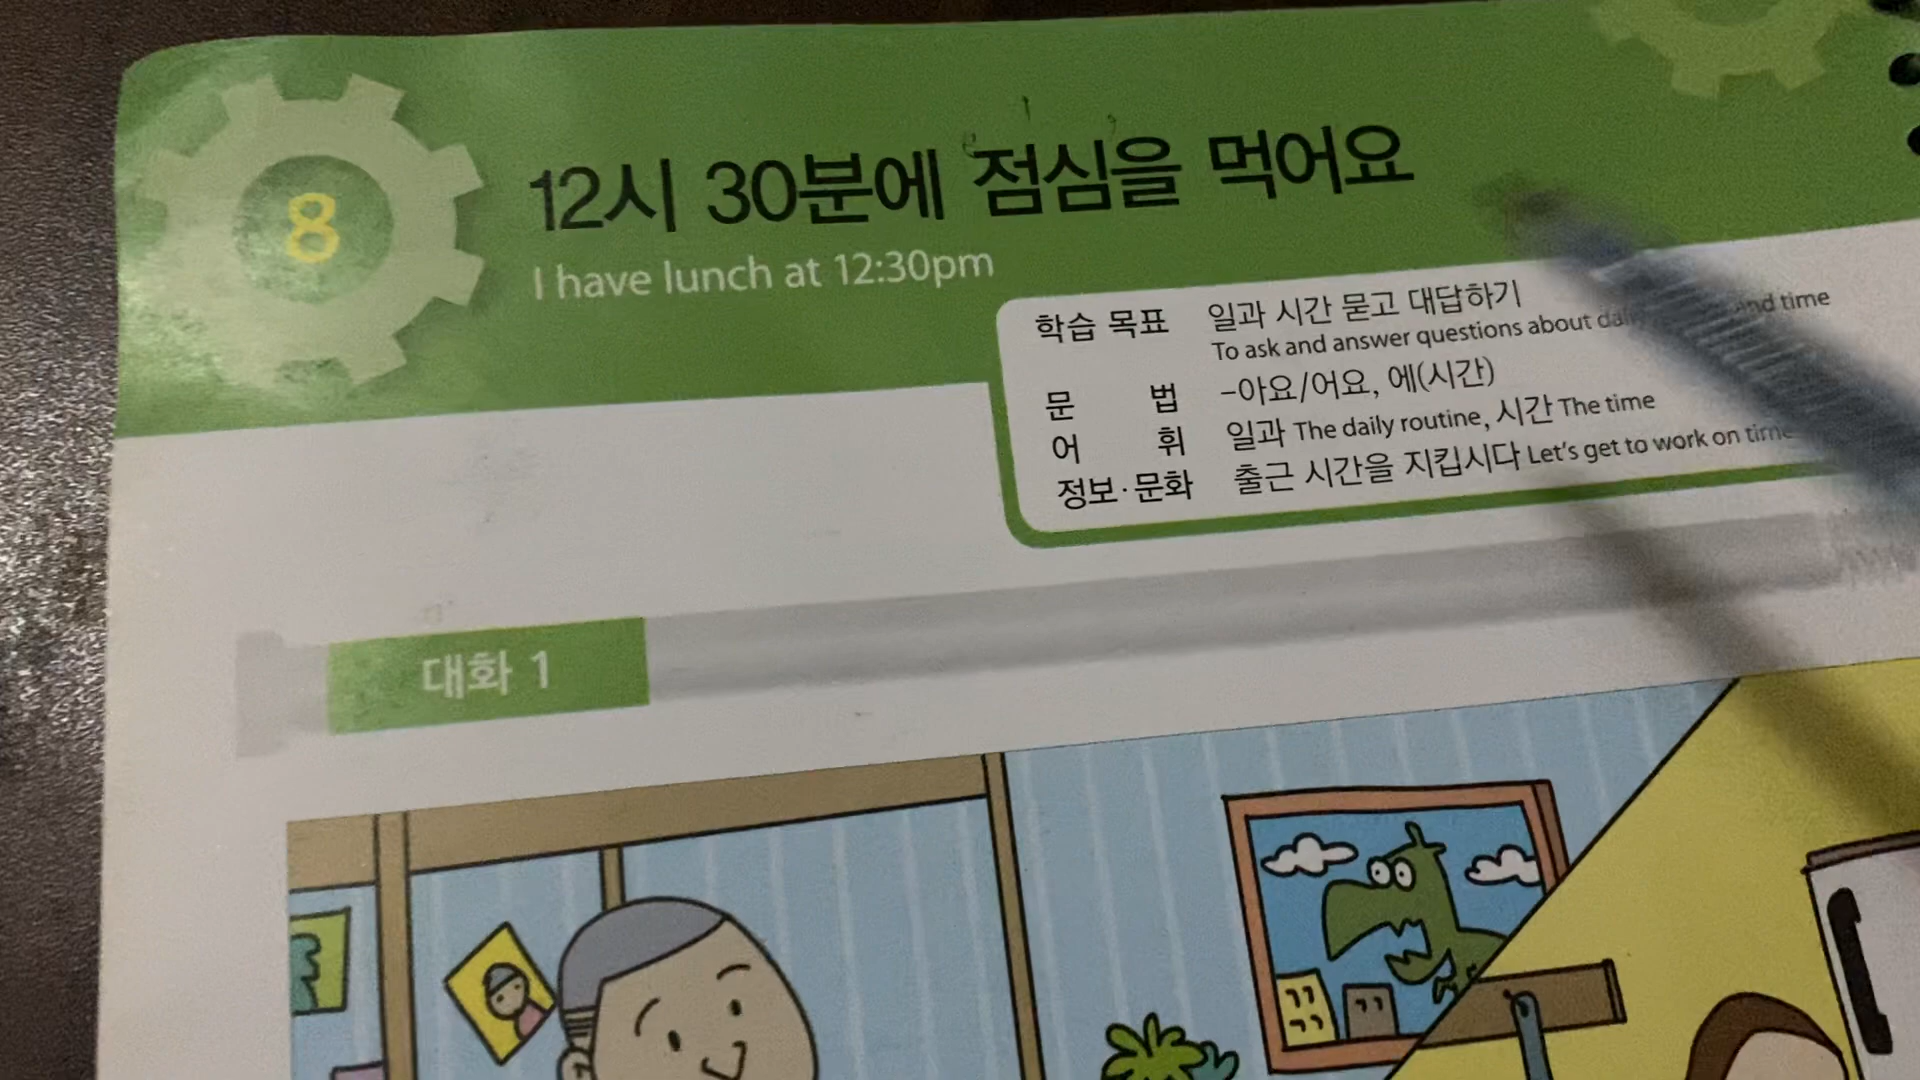 8
12시 30분에 점심을 먹어요
I have lunch at 12:30pm
학습 목표 일과 시간 묻고 대답하기
To ask and answer questions about and time
문 법 -아요/어요, 에(시간)
어 휘 일과 The daily routine, 시간 The time
정보·문화 출근 시간을 지킵시다 Let's get to work on time
대화 1